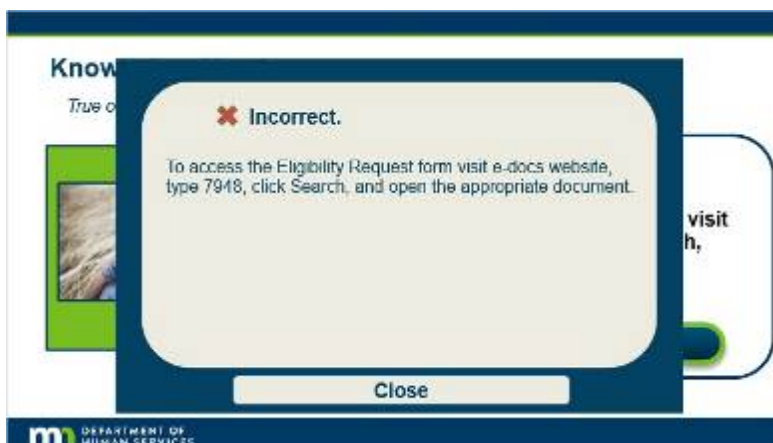 Know
True o
✖ Incorrect.
To access the Eligibility Request form visit e-docs website,
type 7948, click Search, and open the appropriate document.
visit
h,
Close
DEPARTMENT OF
HUMAN SERVICES